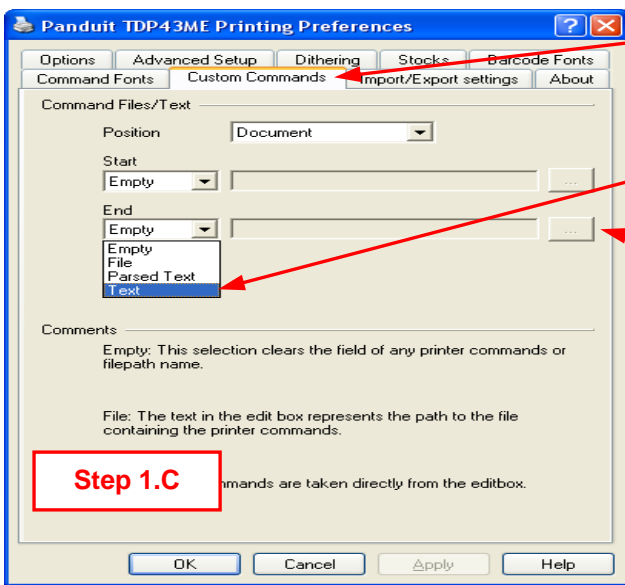 Panduit TDP43ME Printing Preferences
Options Advanced Setup Dithering Stocks Barcode Fonts
Command Fonts Custom Commands Import/Export settings About
Command Files/Text
Position Document
Start
Empty ...
End
Empty ...
Empty
File
Parsed Text
Text
Comments
Empty: This selection clears the field of any printer commands or
filepath name.
File: The text in the edit box represents the path to the file
containing the printer commands.
Step 1.C
are taken directly from the editbox.
OK Cancel Apply Help